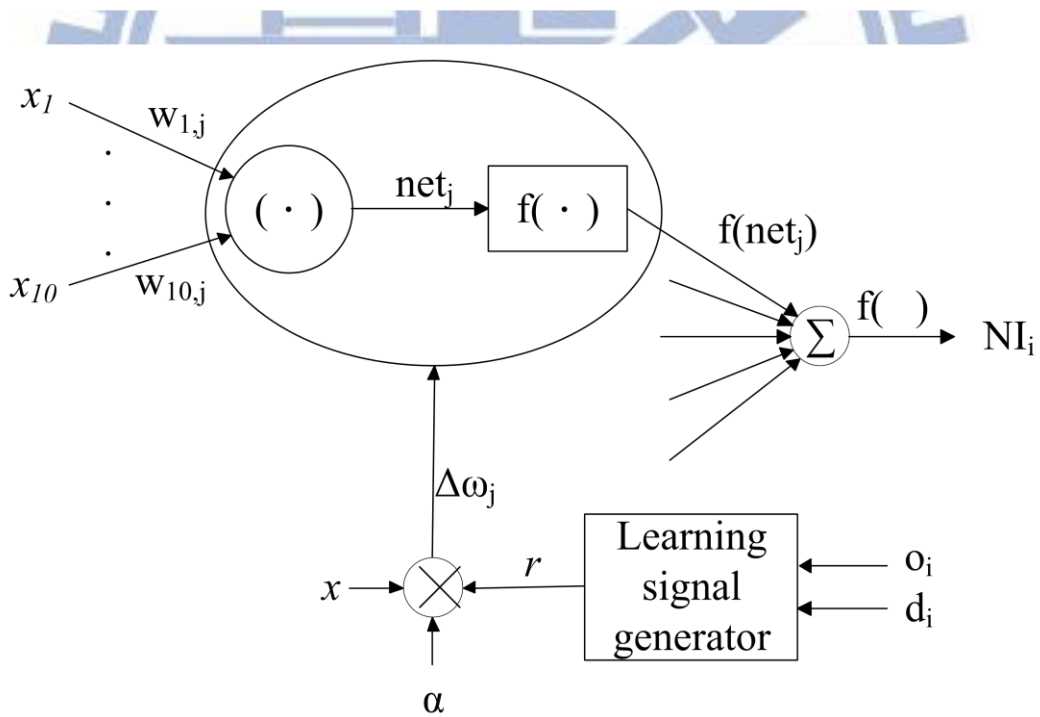 x1
w1,j
.
.
.
x10
w10,j
( · )
netj
f( · )
f(netj)
Σ
f( )
NIi
Δωj
x
r
α
Learning
signal
generator
oi
di